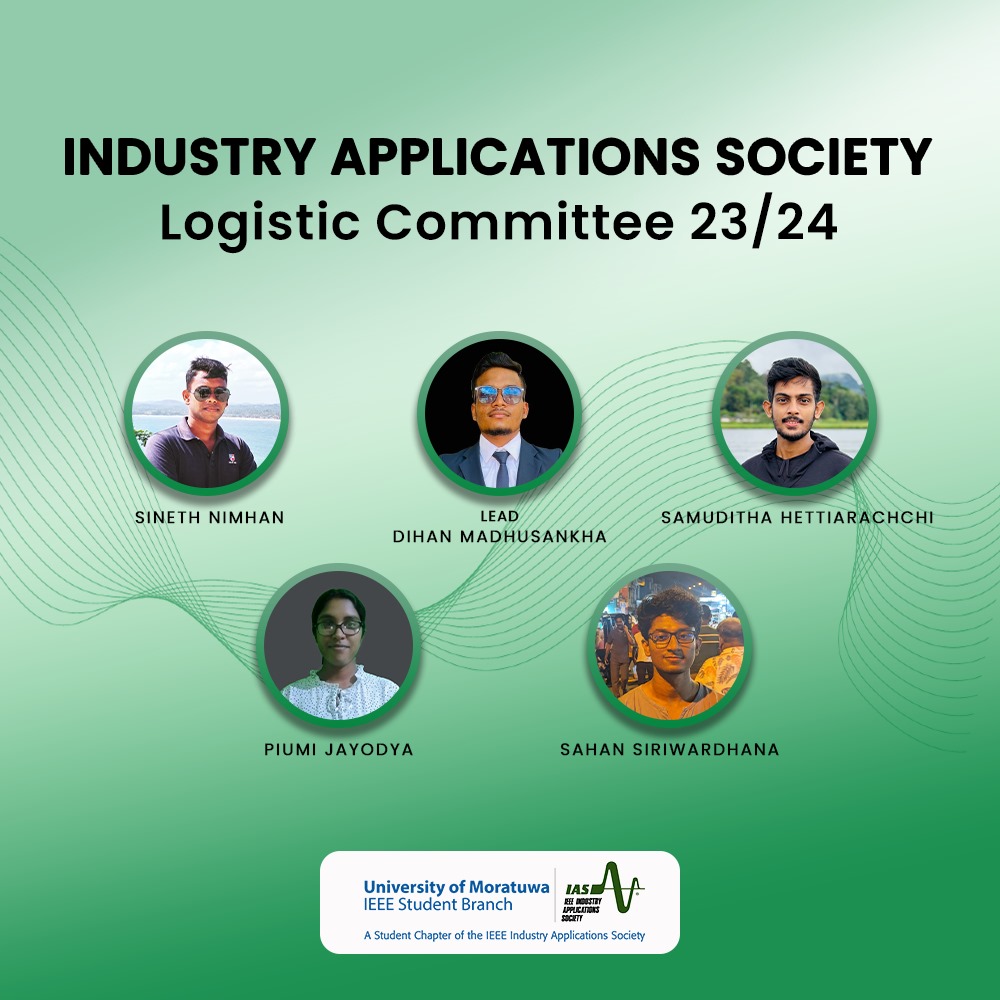 INDUSTRY APPLICATIONS SOCIETY
Logistic Committee 23/24
SINETH NIMHAN
LEAD
DIHAN MADHUSANKHA
SAMUDITHA HETTIARACHCHI
PIUMI JAYODYA
SAHAN SIRIWARDHANA
University of Moratuwa
IEEE Student Branch
IAS
IEEE INDUSTRY
APPLICATIONS
SOCIETY
A Student Chapter of the IEEE Industry Applications Society